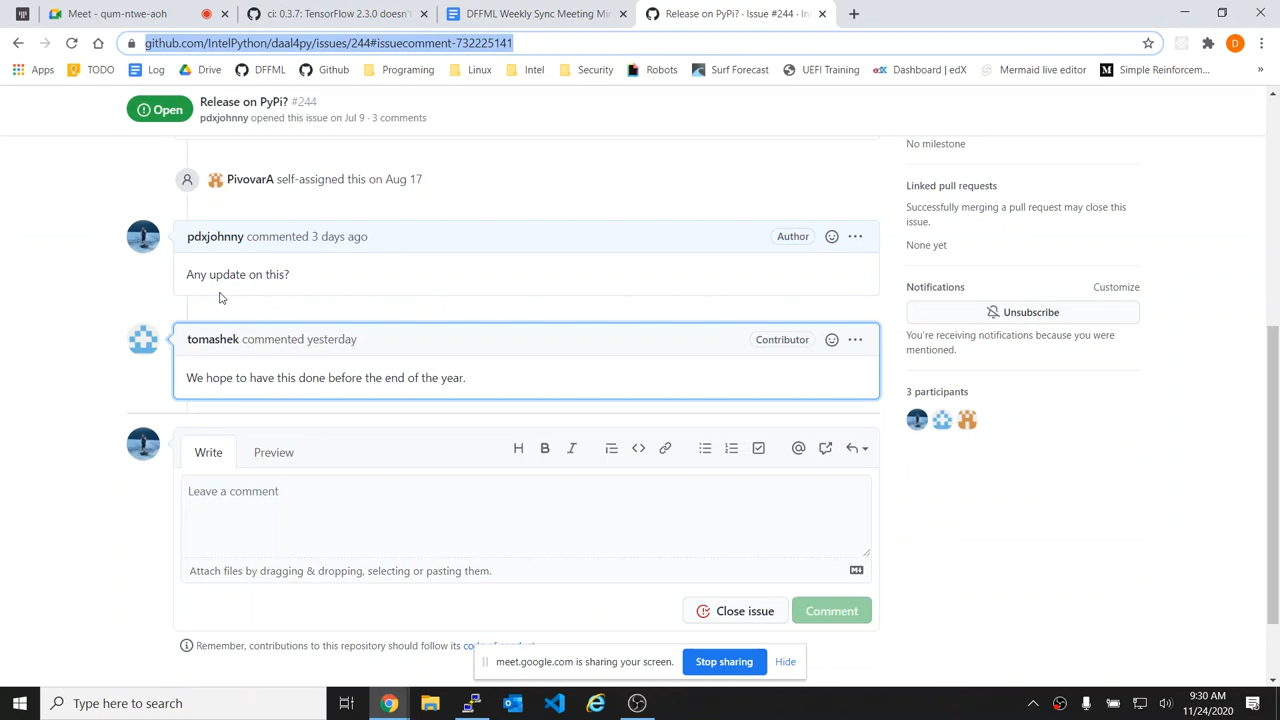 Meet - qum-ntwe-aoh
ci: 0.3.7: TensorFlow 2.3.0 doesn'
DFFML Weekly Sync Meeting Mi
Release on PyPi? · Issue #244 · Int
github.com/IntelPython/daal4py/issues/244#issuecomment-732225141
D
Apps
TODO
Log
Drive
DFFML
Github
Programing
Linux
Intel
Security
Robots
Surf Forecast
UEFI Training
Dashboard | edX
Mermaid live editor
Simple Reinforcem...
»
Open
Release on PyPi? #244
pdxjohnny opened this issue on Jul 9 · 3 comments
No milestone
PivovarA self-assigned this on Aug 17
Linked pull requests
Successfully merging a pull request may close this
issue.
None yet
pdxjohnny commented 3 days ago
Author
Any update on this?
Notifications
Customize
Unsubscribe
You're receiving notifications because you were
mentioned.
tomashek commented yesterday
Contributor
We hope to have this done before the end of the year.
3 participants
Write
Preview
Leave a comment
Attach files by dragging & dropping, selecting or pasting them.
Close issue
Comment
Remember, contributions to this repository should follow its
meet.google.com is sharing your screen.
Stop sharing
Hide
Type here to search
9:30 AM
11/24/2020